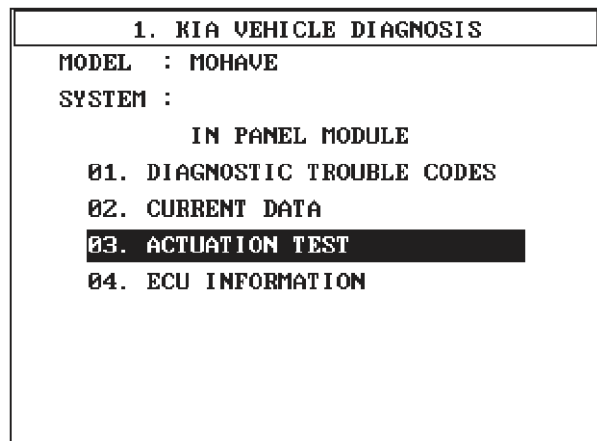 1. KIA VEHICLE DIAGNOSIS
MODEL : MOHAVE
SYSTEM :
IN PANEL MODULE
01. DIAGNOSTIC TROUBLE CODES
02. CURRENT DATA
03. ACTUATION TEST
04. ECU INFORMATION